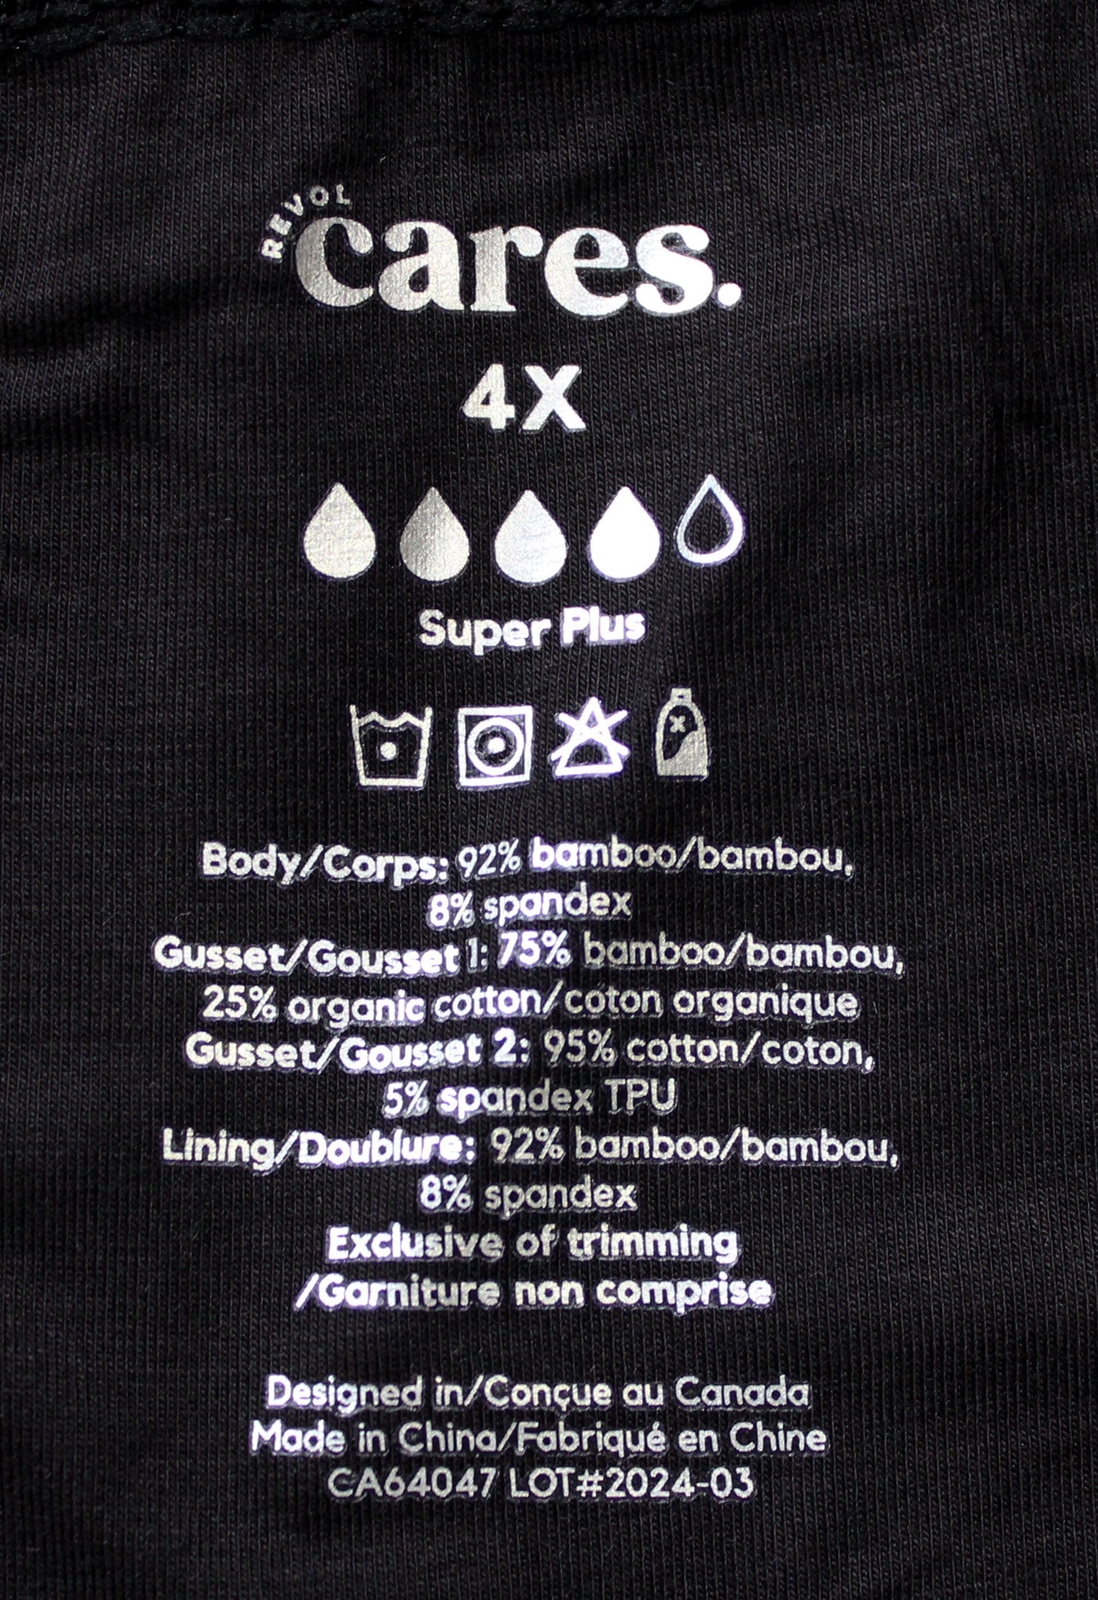 REVOL
cares.
4X
Super Plus
Body/Corps: 92% bamboo/bambou,
8% spandex
Gusset/Gousset 1: 75% bamboo/bambou,
25% organic cotton/coton organique
Gusset/Gousset 2: 95% cotton/coton,
5% spandex TPU
Lining/Doublure: 92% bamboo/bambou,
8% spandex
Exclusive of trimming
/Garniture non comprise
Designed in/Conçue au Canada
Made in China/Fabriqué en Chine
CA64047 LOT#2024-03